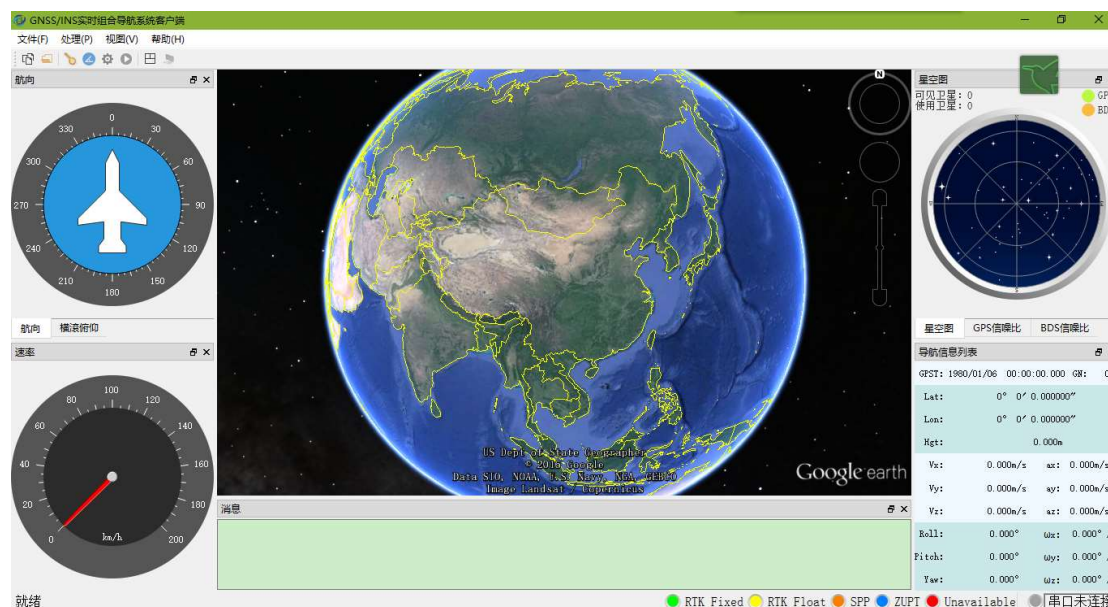 GNSS/INS实时组合导航系统客户端
文件(F) 处理(P) 视图(V) 帮助(H)
航向
0
30
60
90
120
150
180
210
240
270
300
330
航向 横滚俯仰
速率
0
20
40
60
80
100
120
140
160
180
200
km/h
N
US Dept of State Geographer
© 2016 Google
Data SIO, NOAA, U.S. Navy, NGA, GEBCO
Image Landsat / Copernicus
Google earth
消息
星空图
可见卫星: 0
使用卫星: 0
GP
BD
星空图 GPS信噪比 BDS信噪比
导航信息列表
GPST: 1980/01/06 00:00:00.000 GN: 0
Lat: 0° 0′ 0.000000″
Lon: 0° 0′ 0.000000″
Hgt: 0.000m
Vx: 0.000m/s ax: 0.000m/s
Vy: 0.000m/s ay: 0.000m/s
Vz: 0.000m/s az: 0.000m/s
Roll: 0.000° ωx: 0.000° /
Pitch: 0.000° ωy: 0.000° /
Yaw: 0.000° ωz: 0.000° /
就绪
RTK Fixed RTK Float SPP ZUPT Unavailable 串口未连接